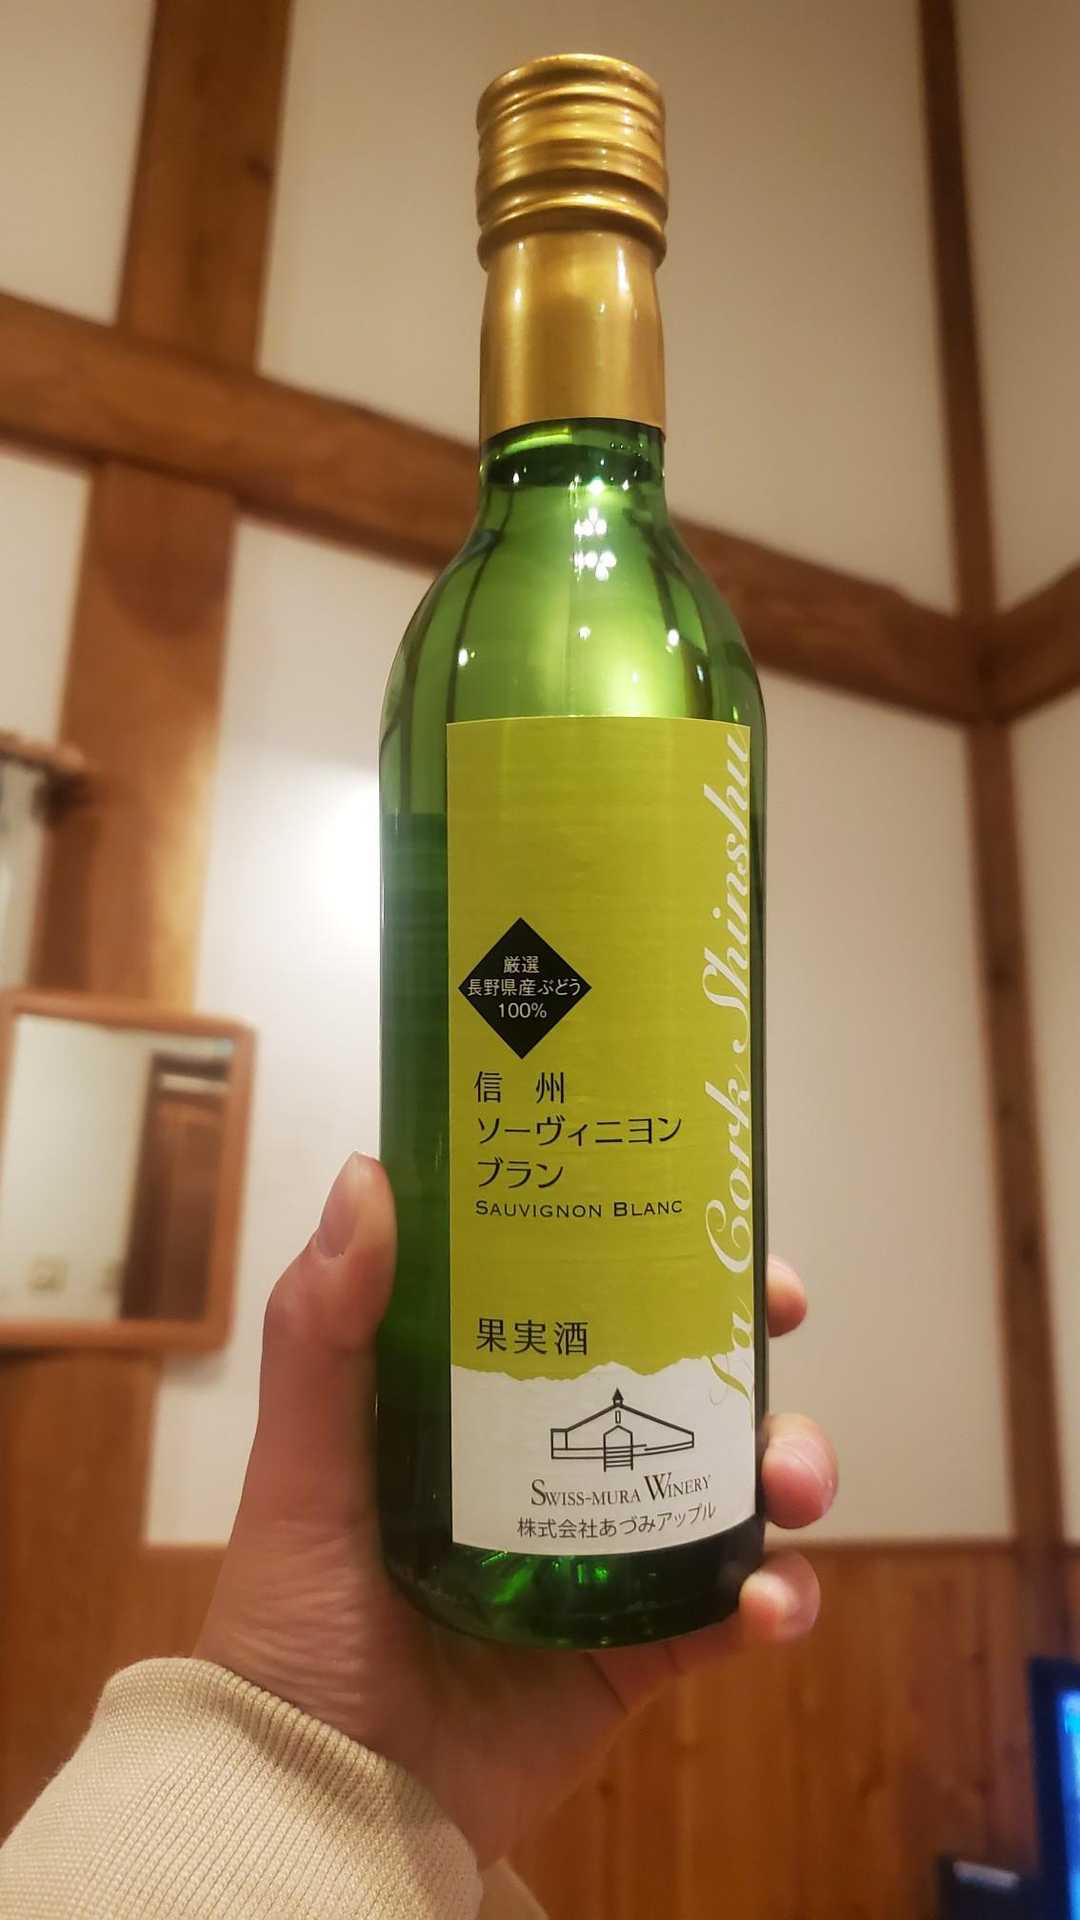 厳選
長野県産ぶどう
100%
信州
ソーヴィニヨン
ブラン
SAUVIGNON BLANC
果実酒
La Cork Shinshu
SWISS-MURA WINERY
株式会社あづみアップル